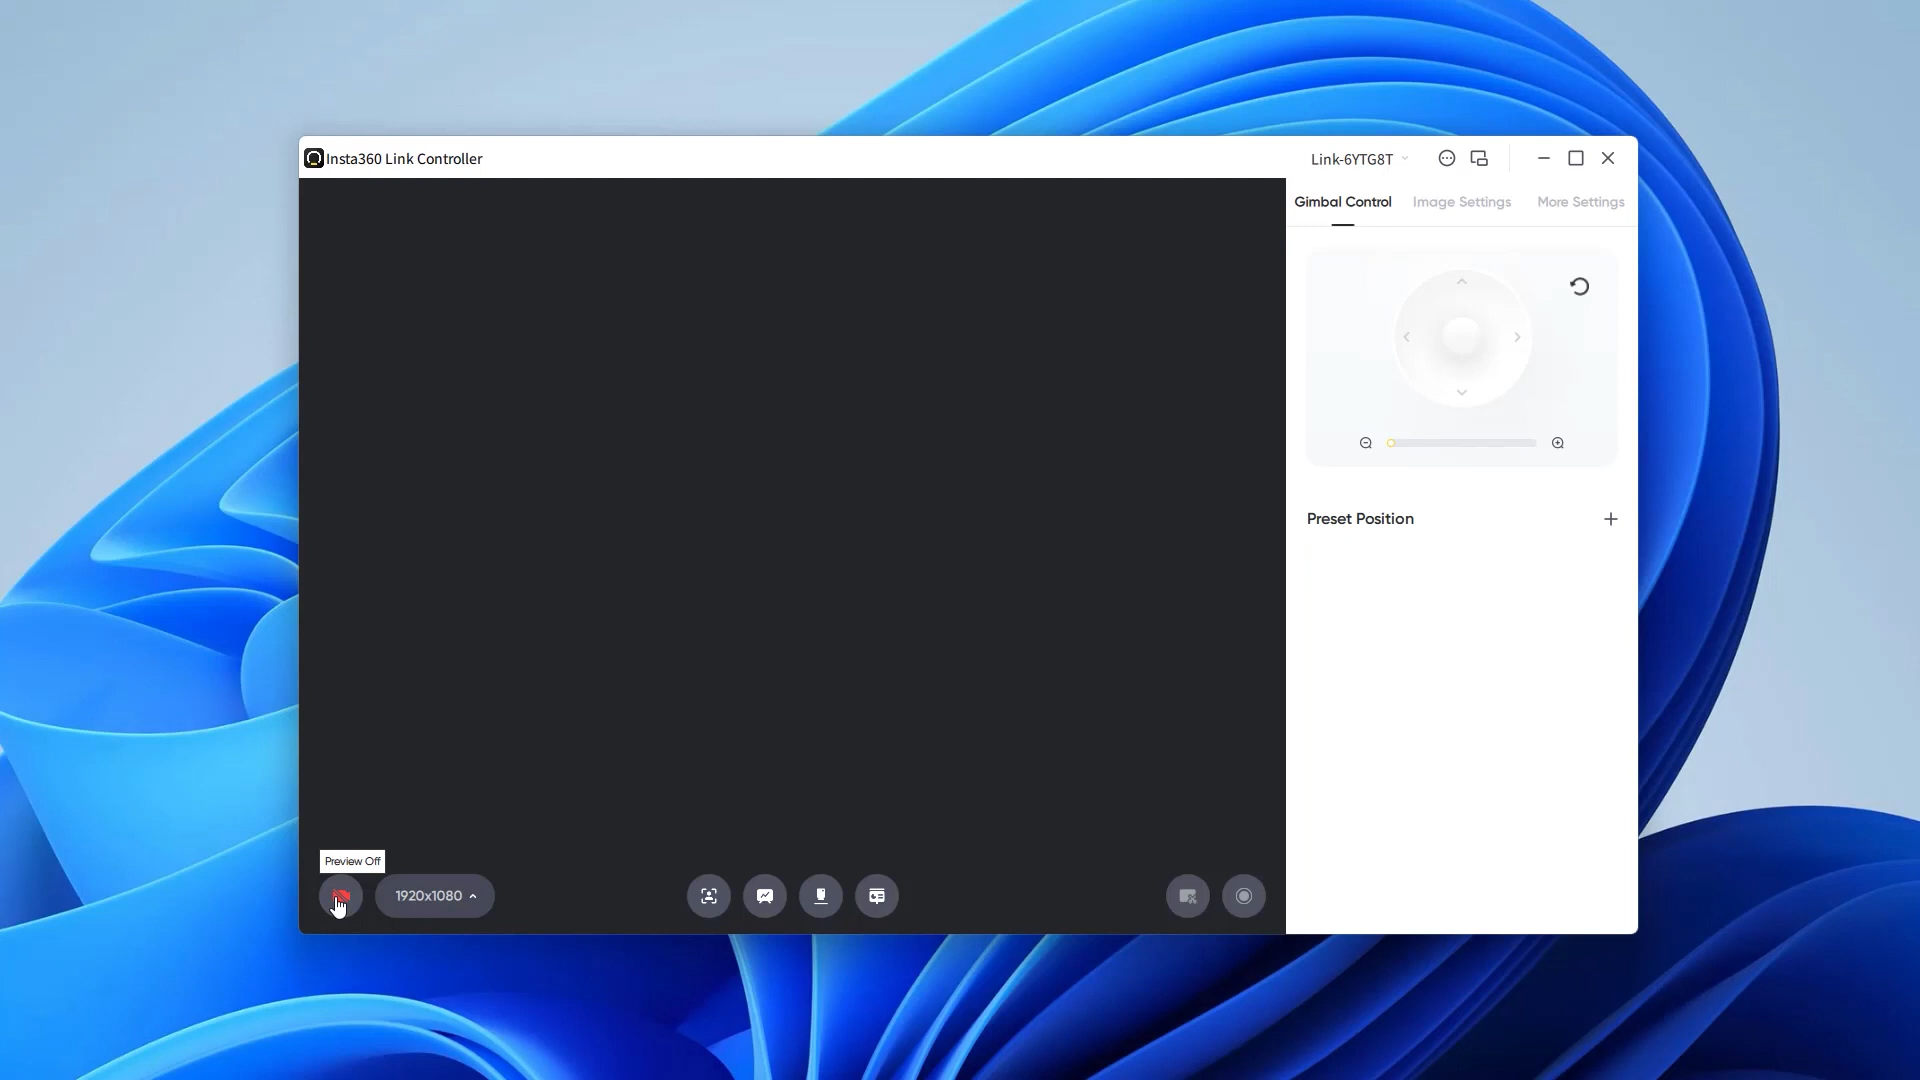 Insta360 Link Controller
Link-6YTG8T
Gimbal Control
Image Settings
More Settings
Preset Position
Preview Off
1920x1080